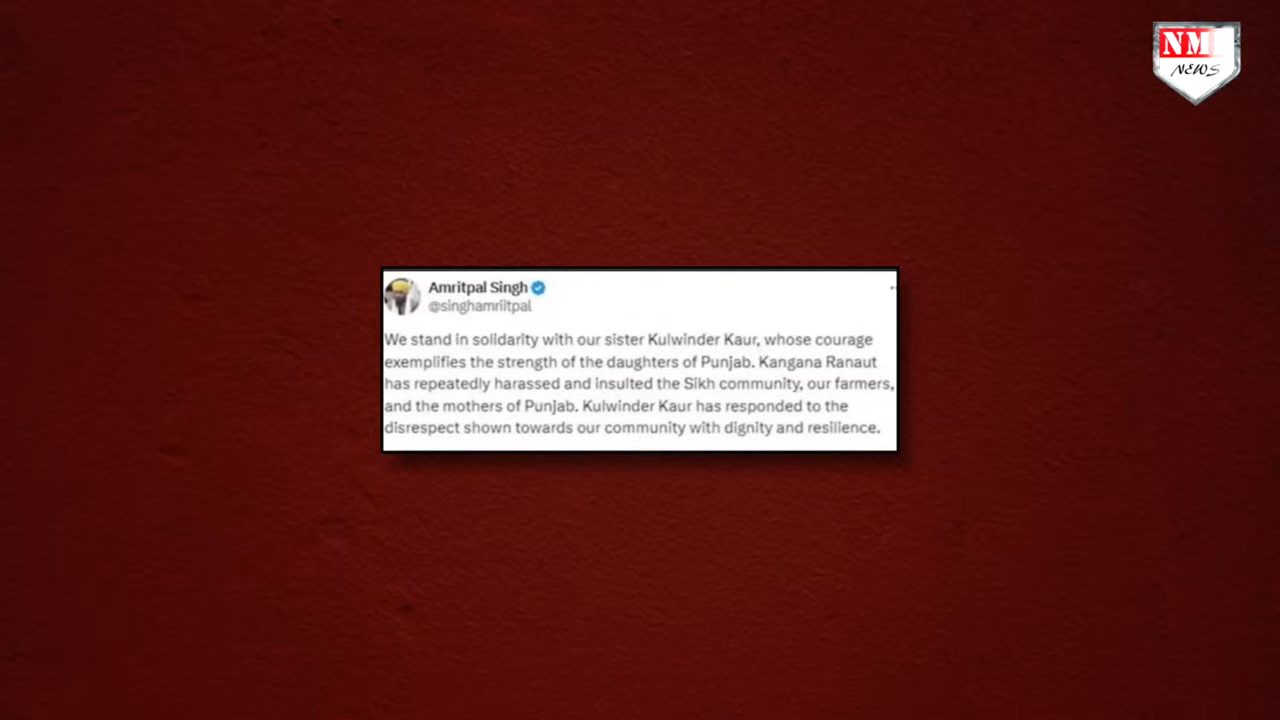 NM
NEWS
Amritpal Singh
@singhamriitpal
We stand in solidarity with our sister Kulwinder Kaur, whose courage
exemplifies the strength of the daughters of Punjab. Kangana Ranaut
has repeatedly harassed and insulted the Sikh community, our farmers,
and the mothers of Punjab. Kulwinder Kaur has responded to the
disrespect shown towards our community with dignity and resilience.